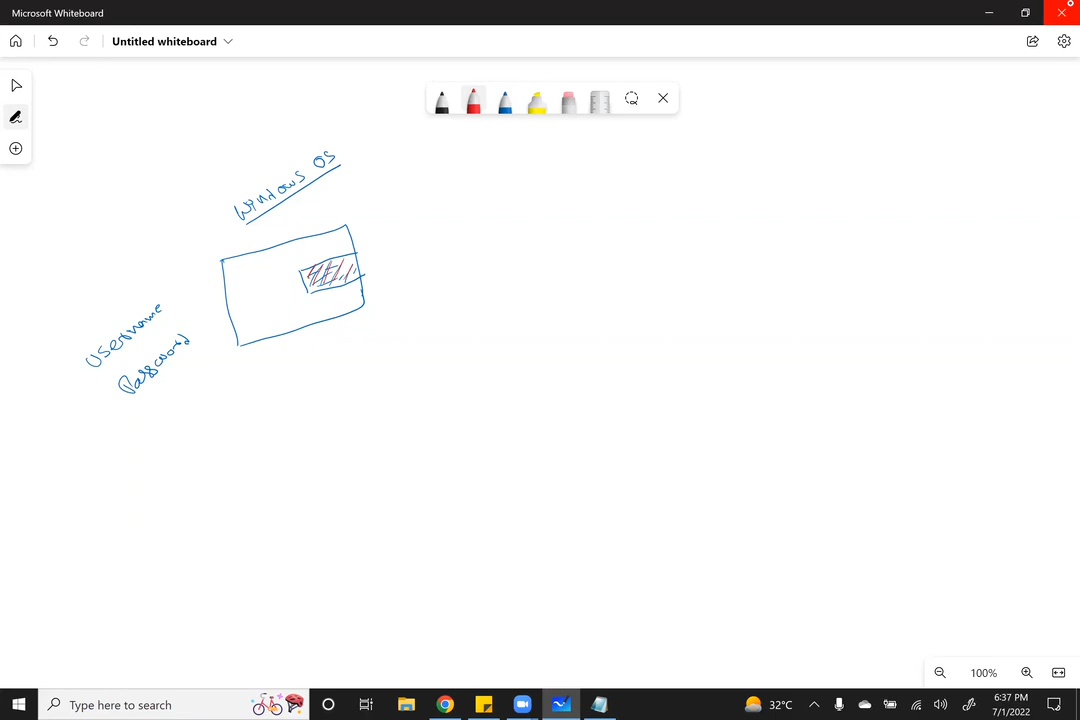 Microsoft Whiteboard
Untitled whiteboard
Windows OS
Username
Password
100%
Type here to search
32°C
6:37 PM
7/1/2022